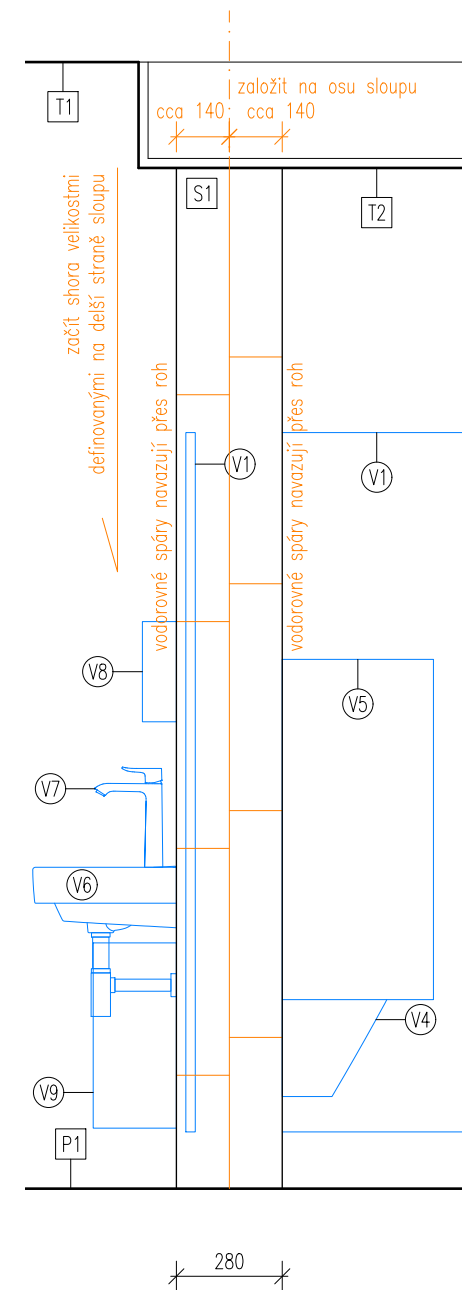 založit na osu sloupu
cca 140
cca 140
T1
S1
T2
začít shora velikostmi
definovanými na delší straně sloupu
vodorovné spáry navazují přes roh
vodorovné spáry navazují přes roh
V1
V1
V8
V5
V7
V6
V4
V9
P1
280